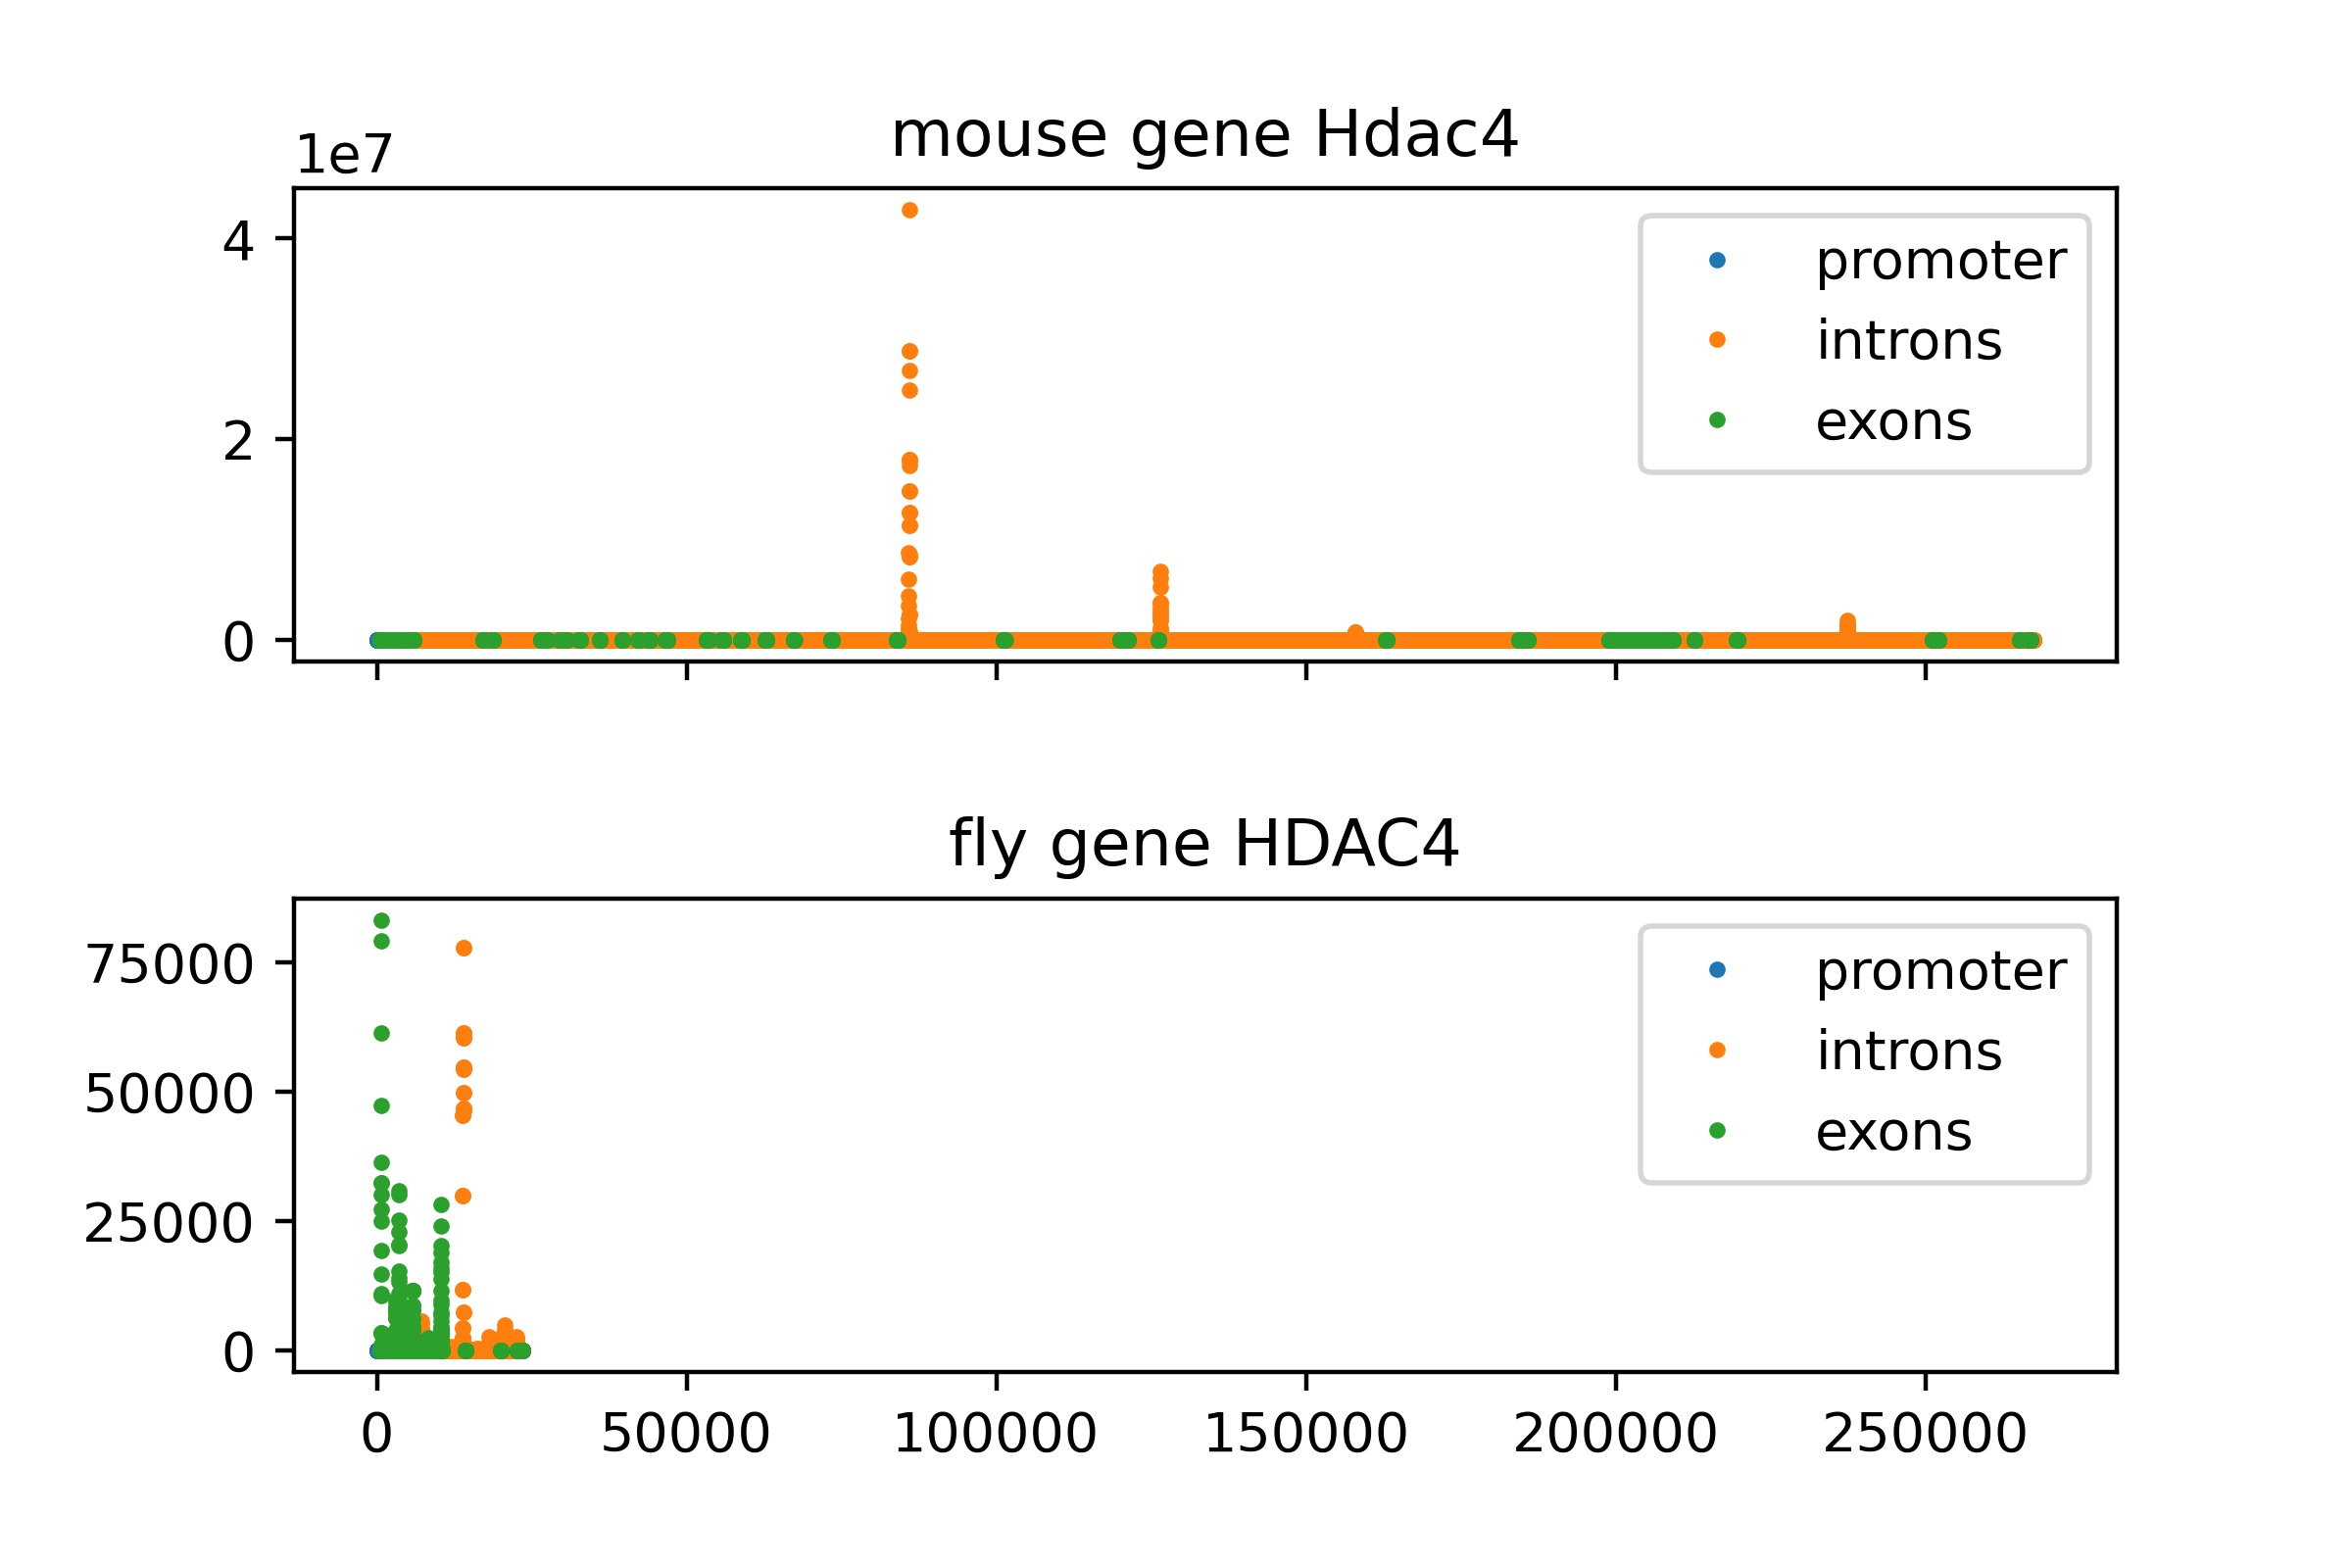 mouse gene Hdac4
1e7
4
2
0
promoter
introns
exons
fly gene HDAC4
75000
50000
25000
0
promoter
introns
exons
0 50000 100000 150000 200000 250000